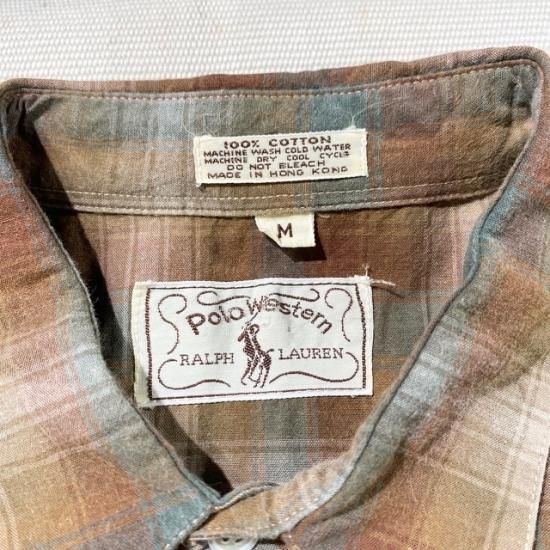 100% COTTON
MACHINE WASH COLD WATER
MACHINE DRY COOL CYCLE
DO NOT BLEACH
MADE IN HONG KONG
M
Polo Western
RALPH LAUREN